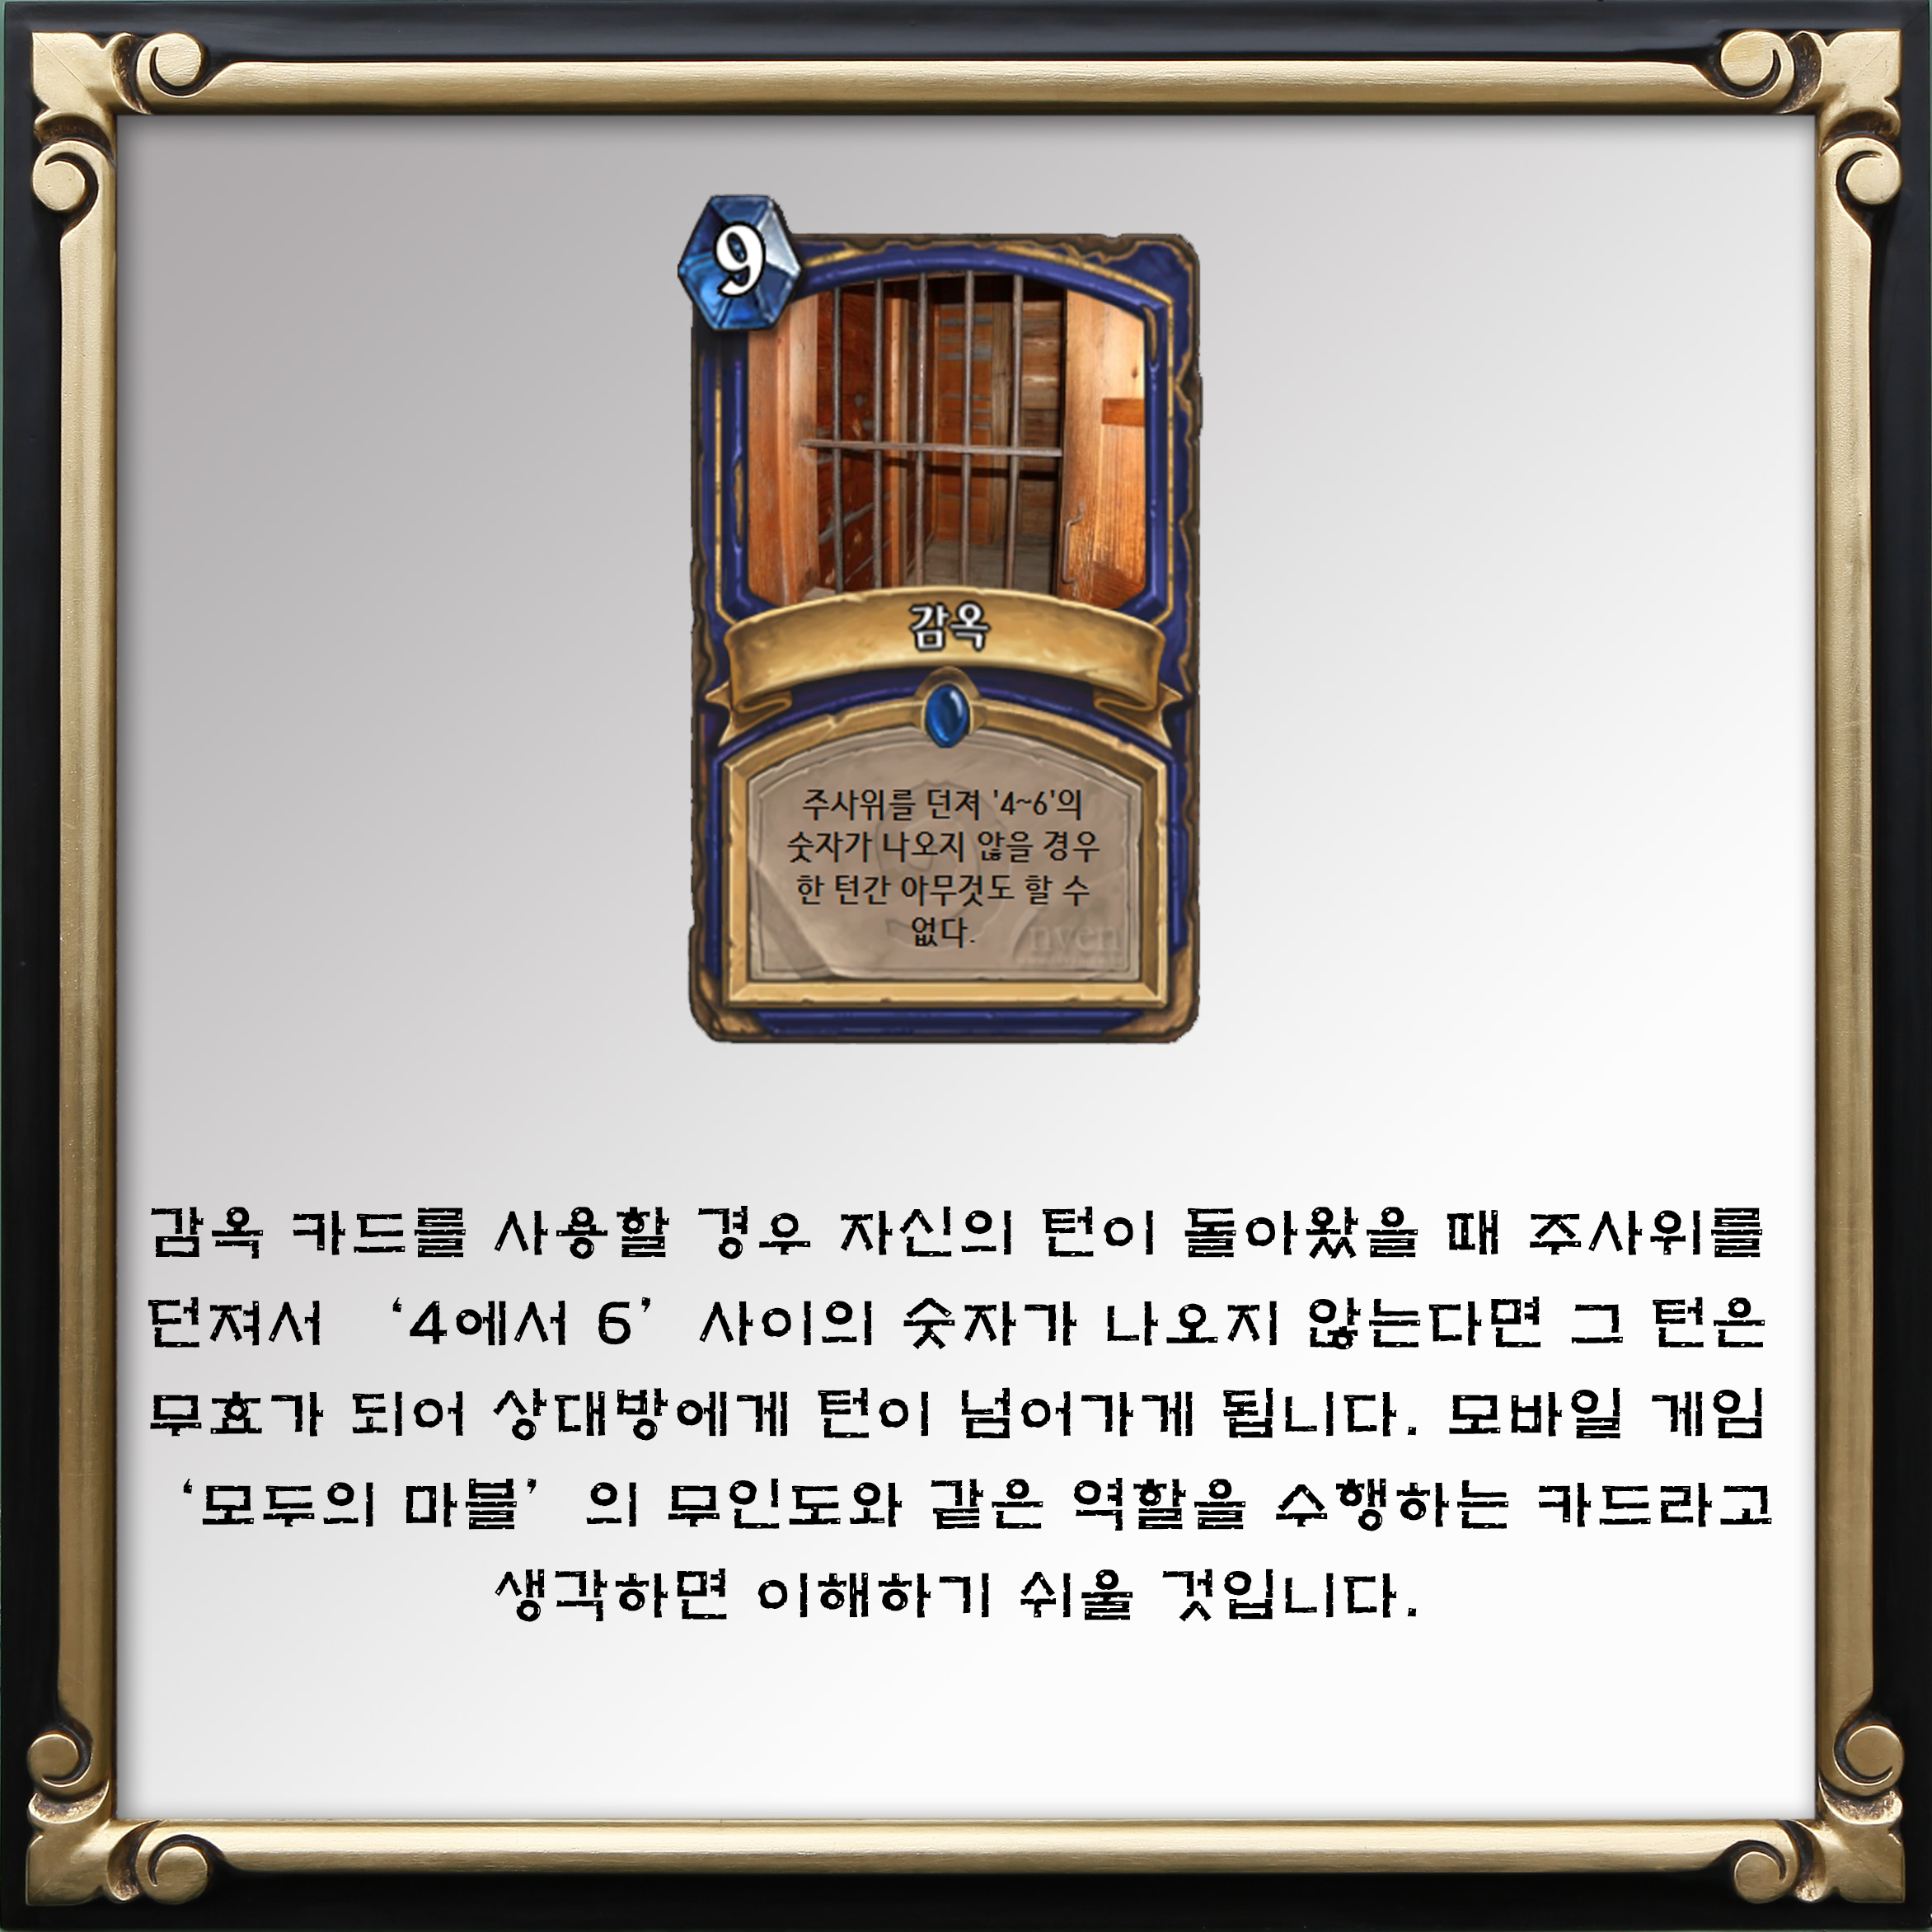 9
감옥
주사위를 던져 '4~6'의
숫자가 나오지 않을 경우
한 턴간 아무것도 할 수
없다.
감옥 카드를 사용할 경우 자신의 턴이 돌아왔을 때 주사위를
던져서 ‘4에서 6’ 사이의 숫자가 나오지 않는다면 그 턴은
무효가 되어 상대방에게 턴이 넘어가게 됩니다. 모바일 게임
‘모두의 마블’ 의 무인도와 같은 역할을 수행하는 카드라고
생각하면 이해하기 쉬울 것입니다.